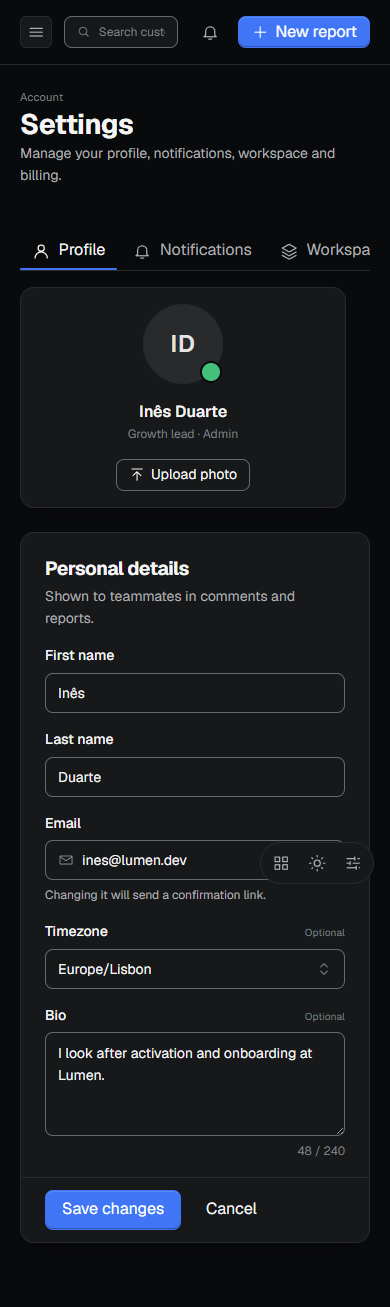 Search cust
New report
Account
Settings
Manage your profile, notifications, workspace and
billing.
Profile
Notifications
Workspa
ID
Inês Duarte
Growth lead · Admin
Upload photo
Personal details
Shown to teammates in comments and
reports.
First name
Inês
Last name
Duarte
Email
ines@lumen.dev
Changing it will send a confirmation link.
Timezone
Optional
Europe/Lisbon
Bio
Optional
I look after activation and onboarding at
Lumen.
48 / 240
Save changes
Cancel